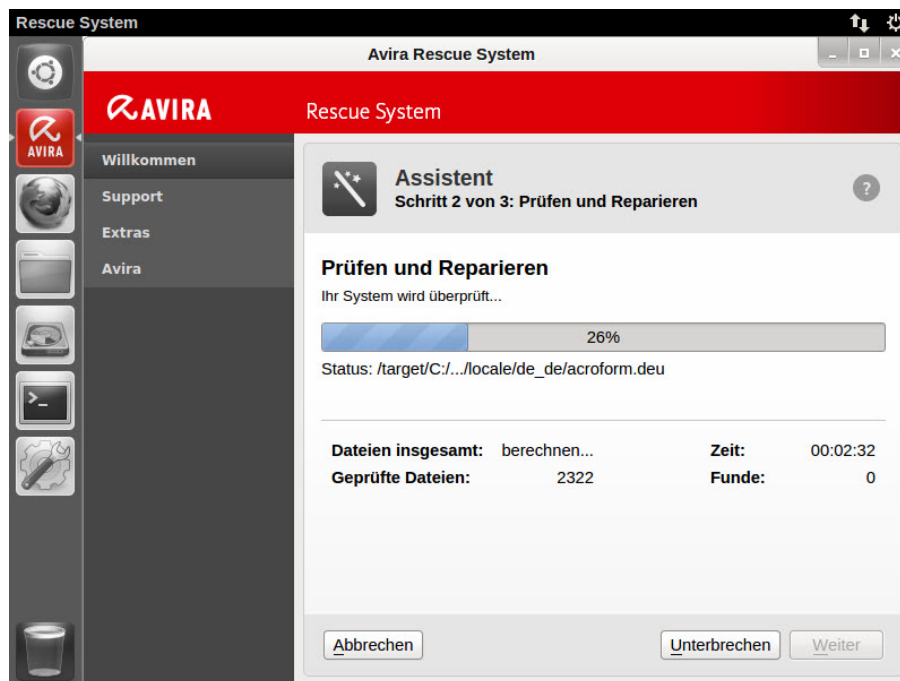 Rescue System
Avira Rescue System
AVIRA
Rescue System
AVIRA
Willkommen
Support
Extras
Avira
Assistent
Schritt 2 von 3: Prüfen und Reparieren
?
Prüfen und Reparieren
Ihr System wird überprüft...
26%
Status: /target/C:/.../locale/de_de/acroform.deu
Dateien insgesamt: berechnen... Zeit: 00:02:32
Geprüfte Dateien: 2322 Funde: 0
>_
Abbrechen Unterbrechen Weiter